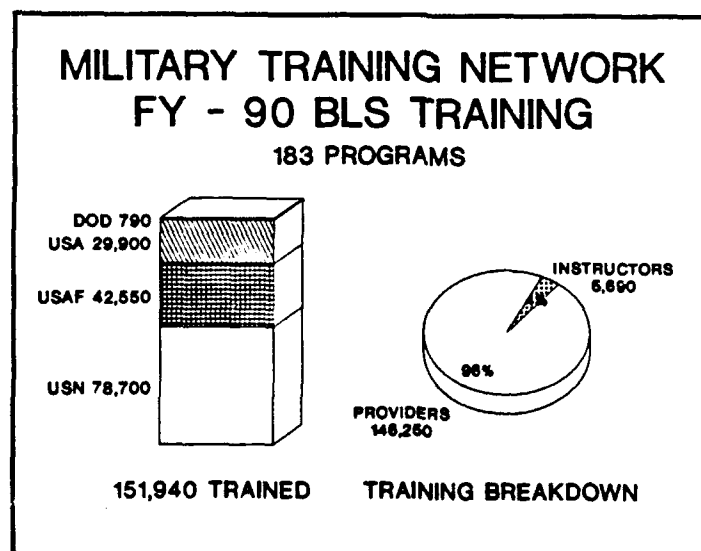 MILITARY TRAINING NETWORK
FY - 90 BLS TRAINING
183 PROGRAMS
DOD 790
USA 29,900
USAF 42,550
USN 78,700
151,940 TRAINED
INSTRUCTORS
5,690
96%
PROVIDERS
146,250
TRAINING BREAKDOWN